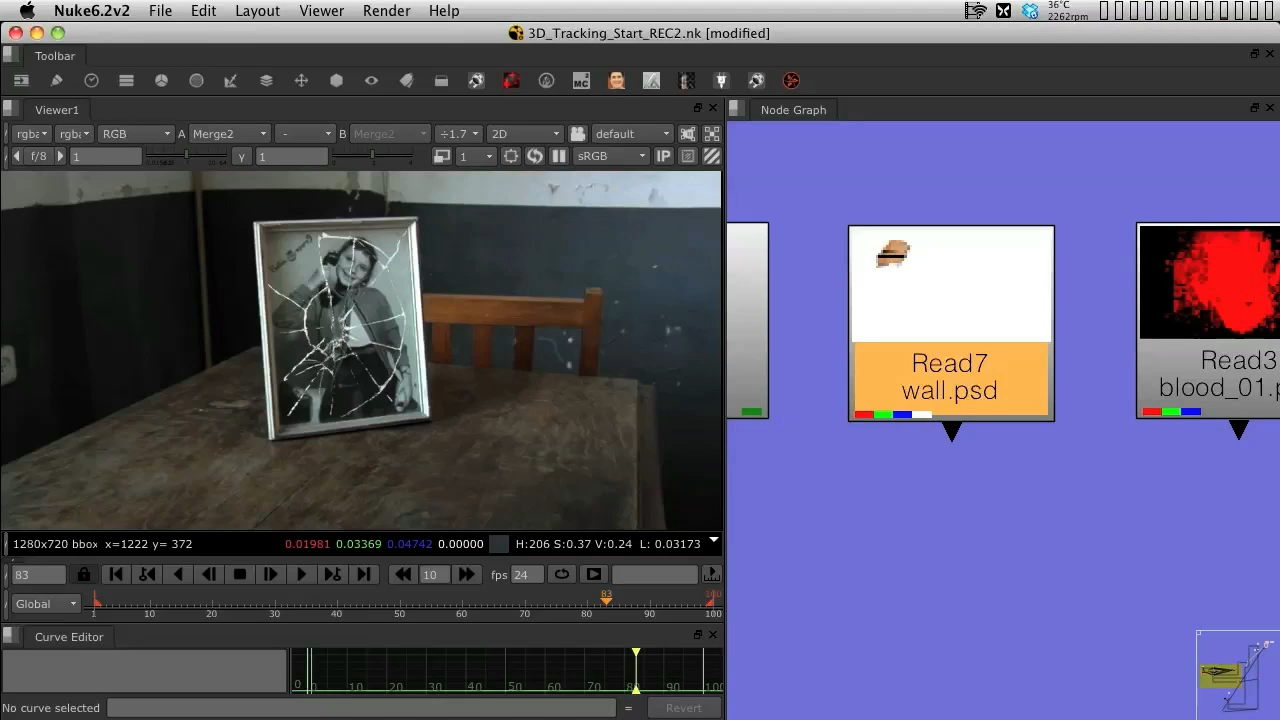 Nuke6.2v2 File Edit Layout Viewer Render Help 36°C 2262rpm
3D_Tracking_Start_REC2.nk [modified]
Toolbar
MC
Viewer1
Node Graph
rgba rgba RGB A Merge2 - B Merge2 ÷1.7 2D default
f/8 1 y 1 1 sRGB IP
Read7
wall.psd
Read3
blood_01.p
1280x720 bbox x=1222 y= 372 0.01981 0.03369 0.04742 0.00000 H:206 S:0.37 V:0.24 L: 0.03173
83 10 fps 24
Global 1 10 20 30 40 50 60 70 83 80 90 100 100
Curve Editor
0 0 10 20 30 40 50 60 70 80 90 100
No curve selected = Revert